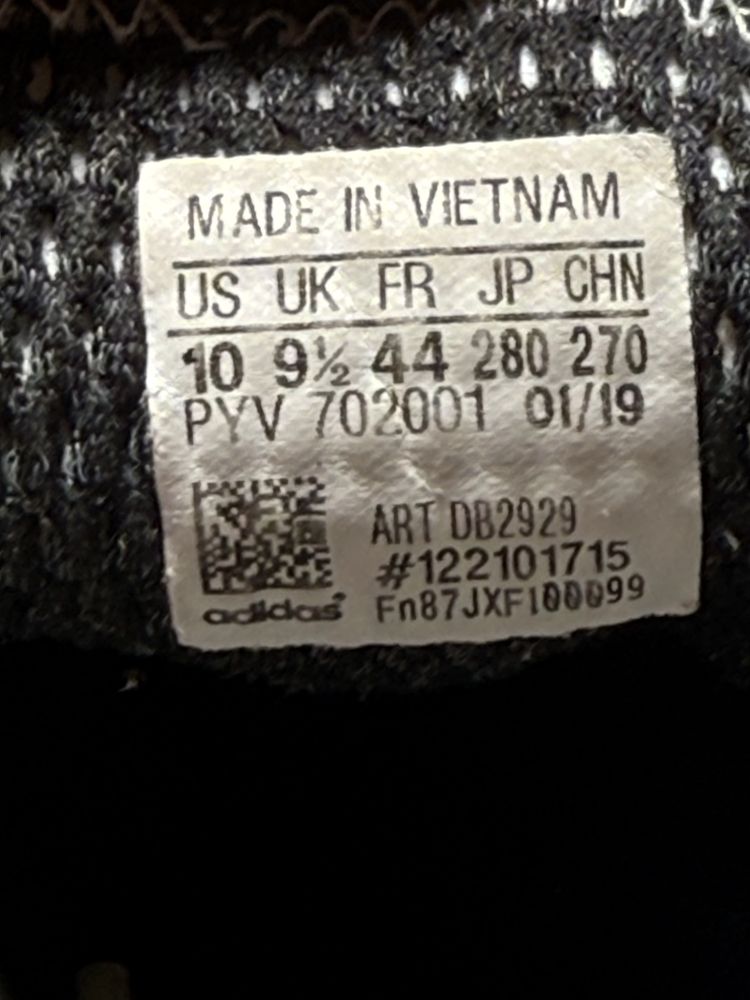 MADE IN VIETNAM
US UK FR JP CHN
10 9½ 44 280 270
PYV 702001 01/19
ART DB2929
#122101715
adidas® Fn87JXF100099